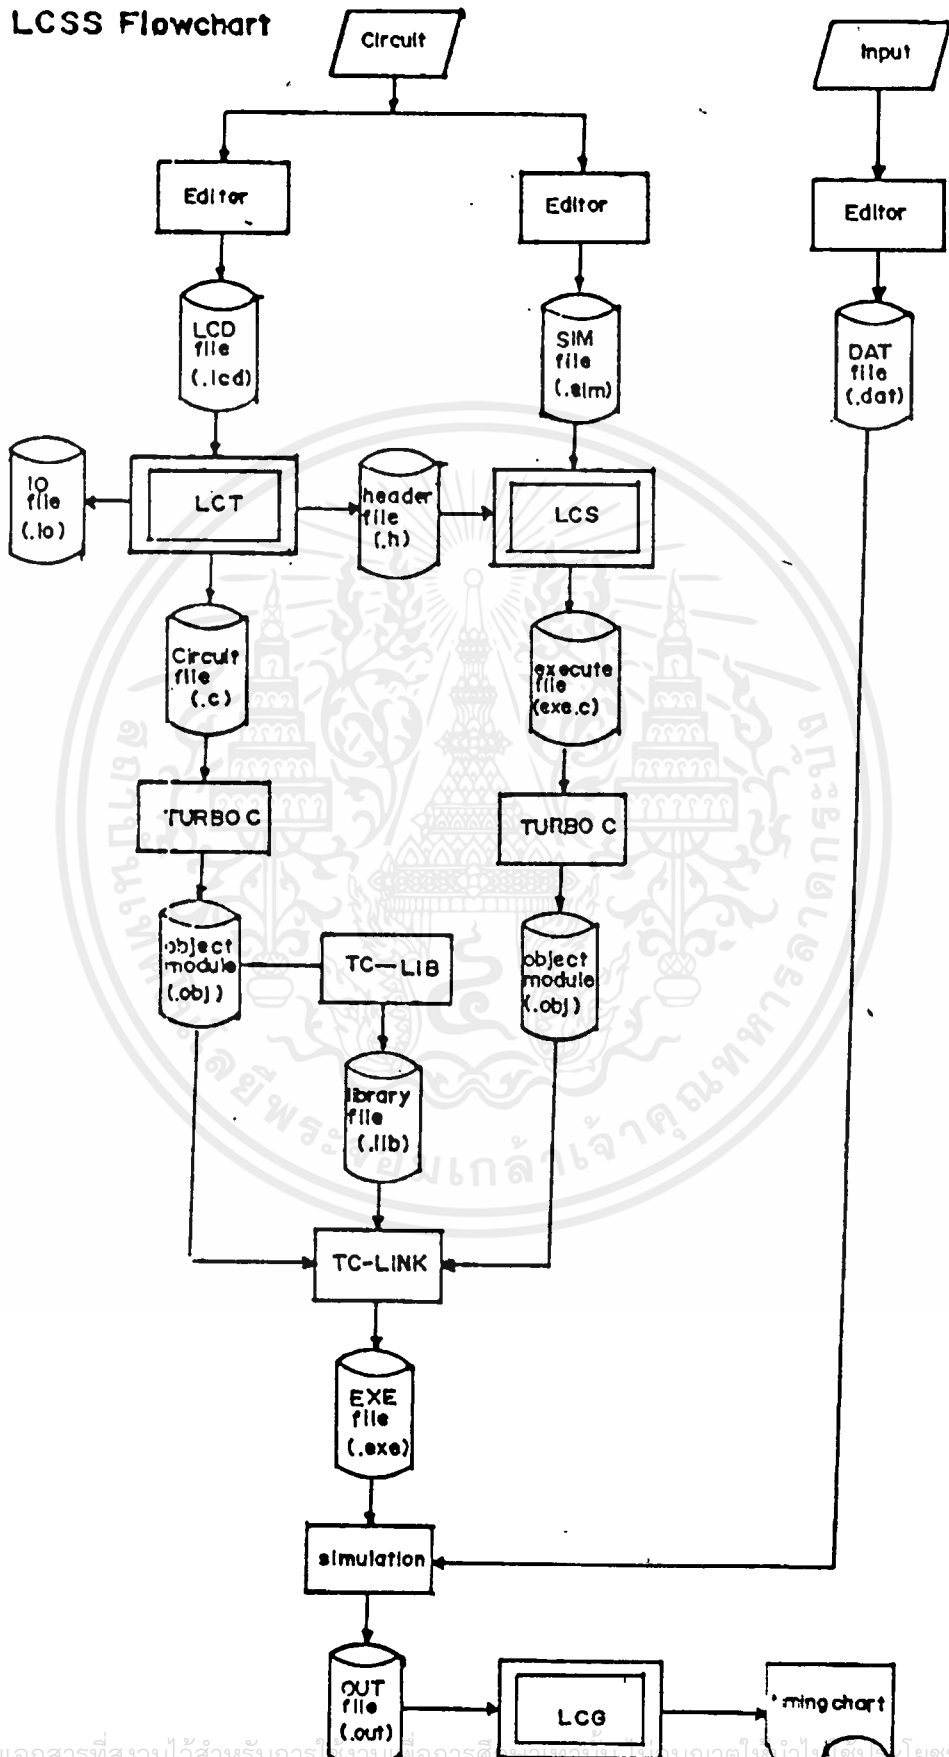 LCSS Flowchart
Circuit
Input
Editor
Editor
Editor
LCD
file
(.lcd)
SIM
file
(.sim)
DAT
file
(.dat)
IO
file
(.io)
LCT
header
file
(.h)
LCS
Circuit
file
(.c)
execute
file
(exe.c)
TURBO C
TURBO C
object
module
(.obj)
TC-LIB
object
module
(.obj)
library
file
(.lib)
TC-LINK
EXE
file
(.exe)
simulation
OUT
file
(.out)
LCG
ming chart